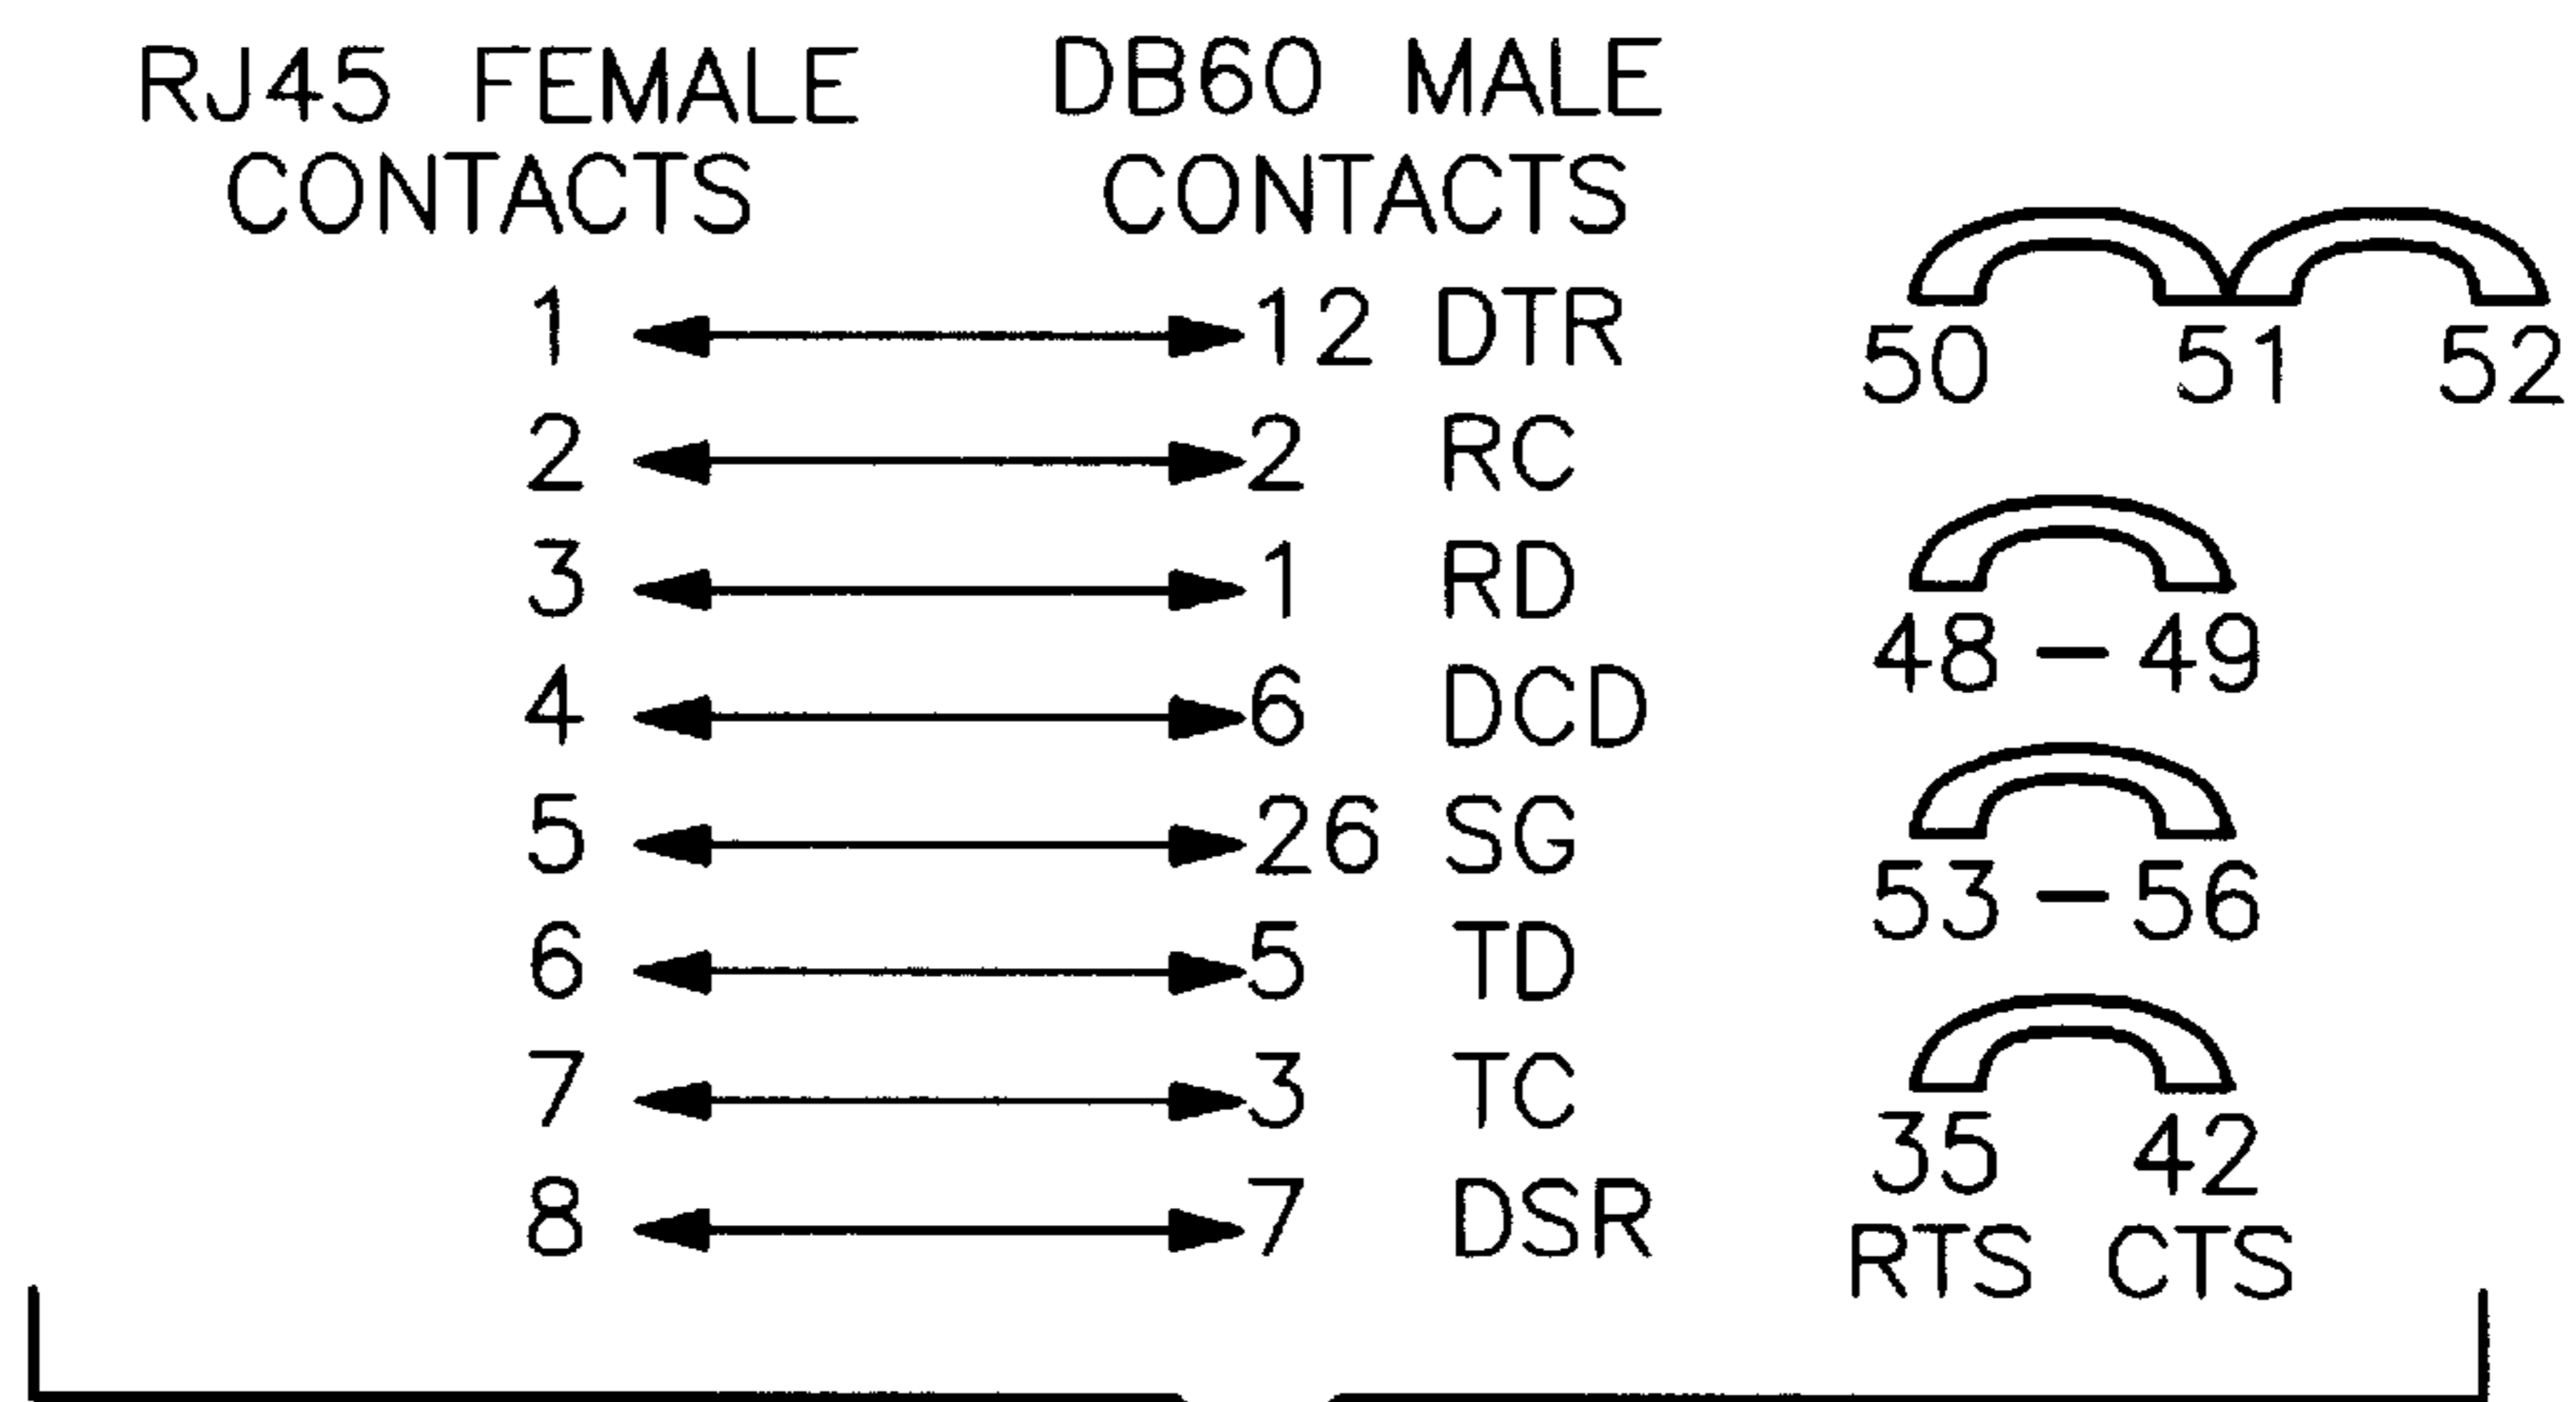 RJ45 FEMALE CONTACTS
DB60 MALE CONTACTS
1 12 DTR
2 2 RC
3 1 RD
4 6 DCD
5 26 SG
6 5 TD
7 3 TC
8 7 DSR
50 51 52
48 - 49
53 - 56
35 42
RTS CTS